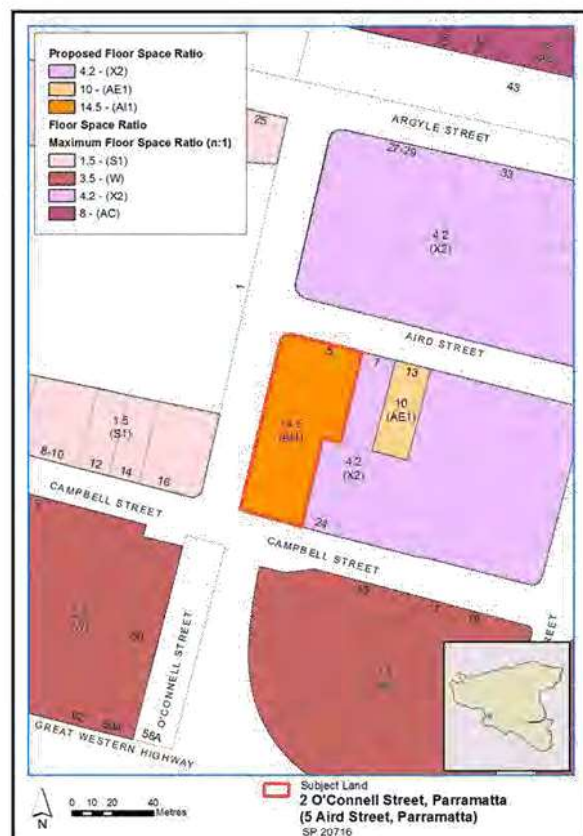 Proposed Floor Space Ratio
4.2 - (X2)
10 - (AE1)
14.5 - (AI1)
Floor Space Ratio
Maximum Floor Space Ratio (n:1)
1.5 - (S1)
3.5 - (W)
4.2 - (X2)
8 - (AC)
43
25
ARGYLE STREET
27-29
33
4.2
(X2)
1
AIRD STREET
5
7
13
10
(AE1)
14.5
(AI1)
4.2
(X2)
1.5
(S1)
8-10
12
14
16
24
CAMPBELL STREET
CAMPBELL STREET
O'CONNELL STREET
GREAT WESTERN HIGHWAY
56A
STREET
N
0 10 20 40
Metres
Subject Land
2 O'Connell Street, Parramatta
(5 Aird Street, Parramatta)
SP 20716